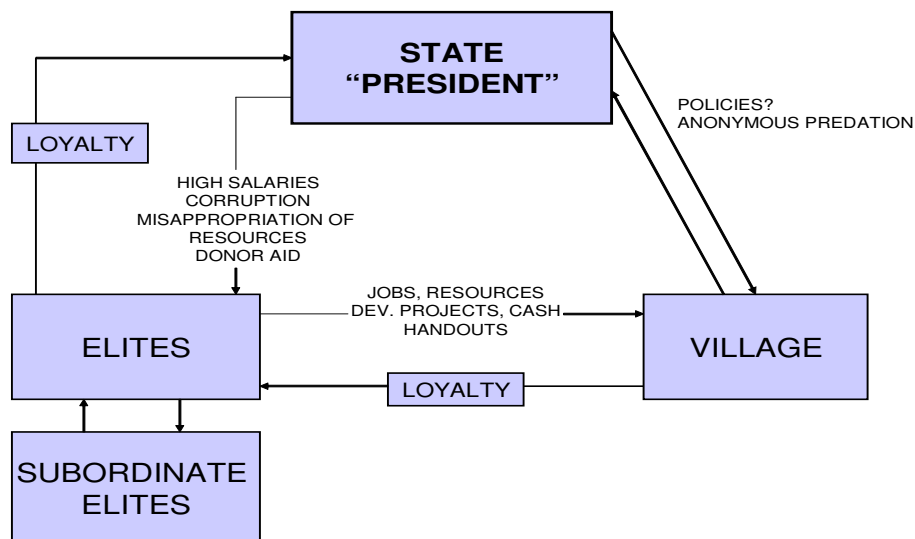 STATE
“PRESIDENT”
LOYALTY
POLICIES?
ANONYMOUS PREDATION
HIGH SALARIES
CORRUPTION
MISAPPROPRIATION OF
RESOURCES
DONOR AID
JOBS, RESOURCES
DEV. PROJECTS, CASH
HANDOUTS
ELITES
VILLAGE
LOYALTY
SUBORDINATE
ELITES